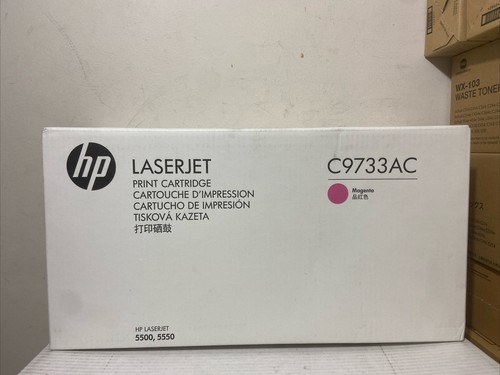 hp
LASERJET
PRINT CARTRIDGE
CARTOUCHE D'IMPRESSION
CARTUCHO DE IMPRESIÓN
TISKOVÁ KAZETA
打印硒鼓
C9733AC
Magenta
品红色
HP LASERJET
5500, 5550
WX-103
WASTE TONER